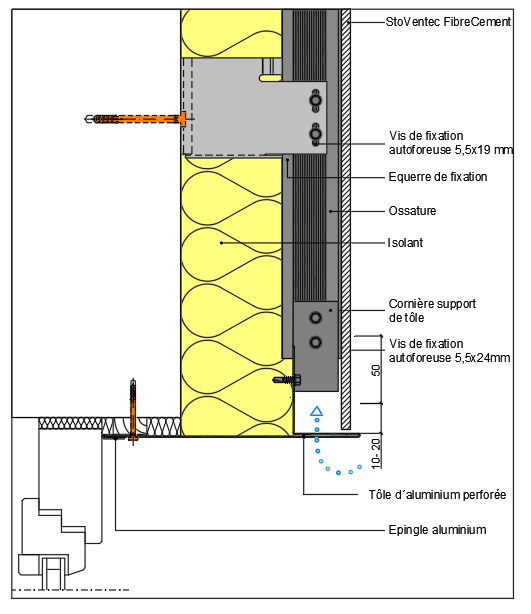 StoVentec FibreCement
Vis de fixation
autoforeuse 5,5x19 mm
Equerre de fixation
Ossature
Isolant
Cornière support
de tôle
Vis de fixation
autoforeuse 5,5x24mm
50
10- 20
Tôle d´aluminium perforée
Epingle aluminium